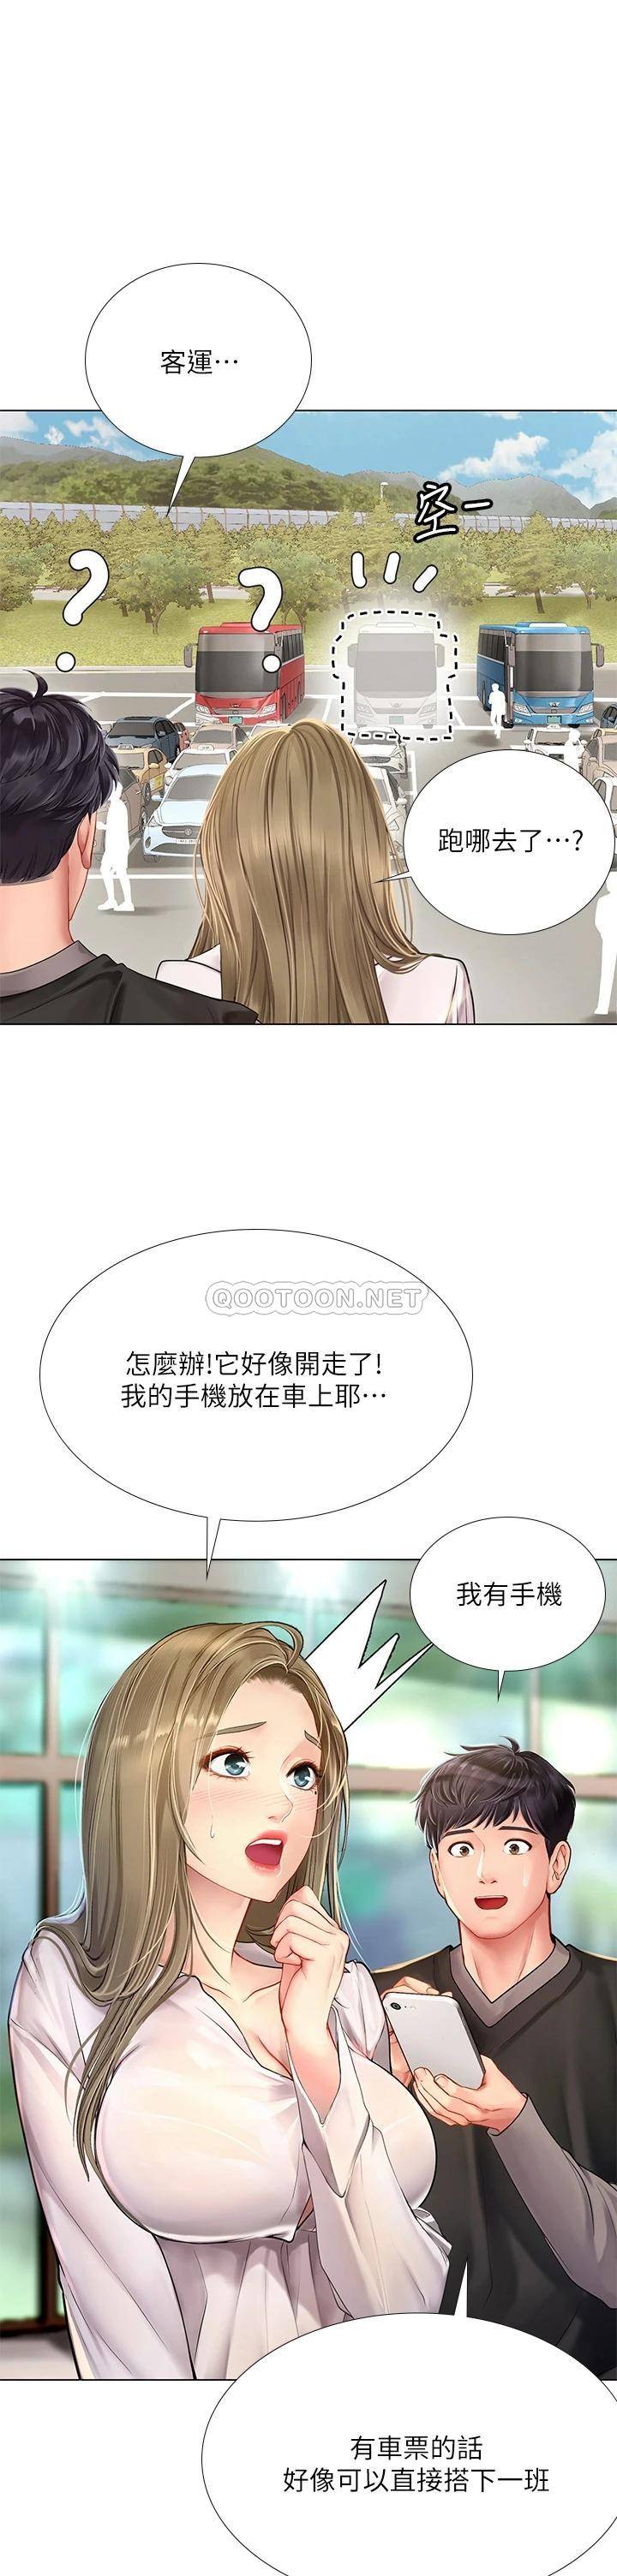 客運⋯
空一
跑哪去了⋯?
QOOTOON.NET
怎麼辦!它好像開走了!
我的手機放在車上耶⋯
我有手機
有車票的話
好像可以直接搭下一班